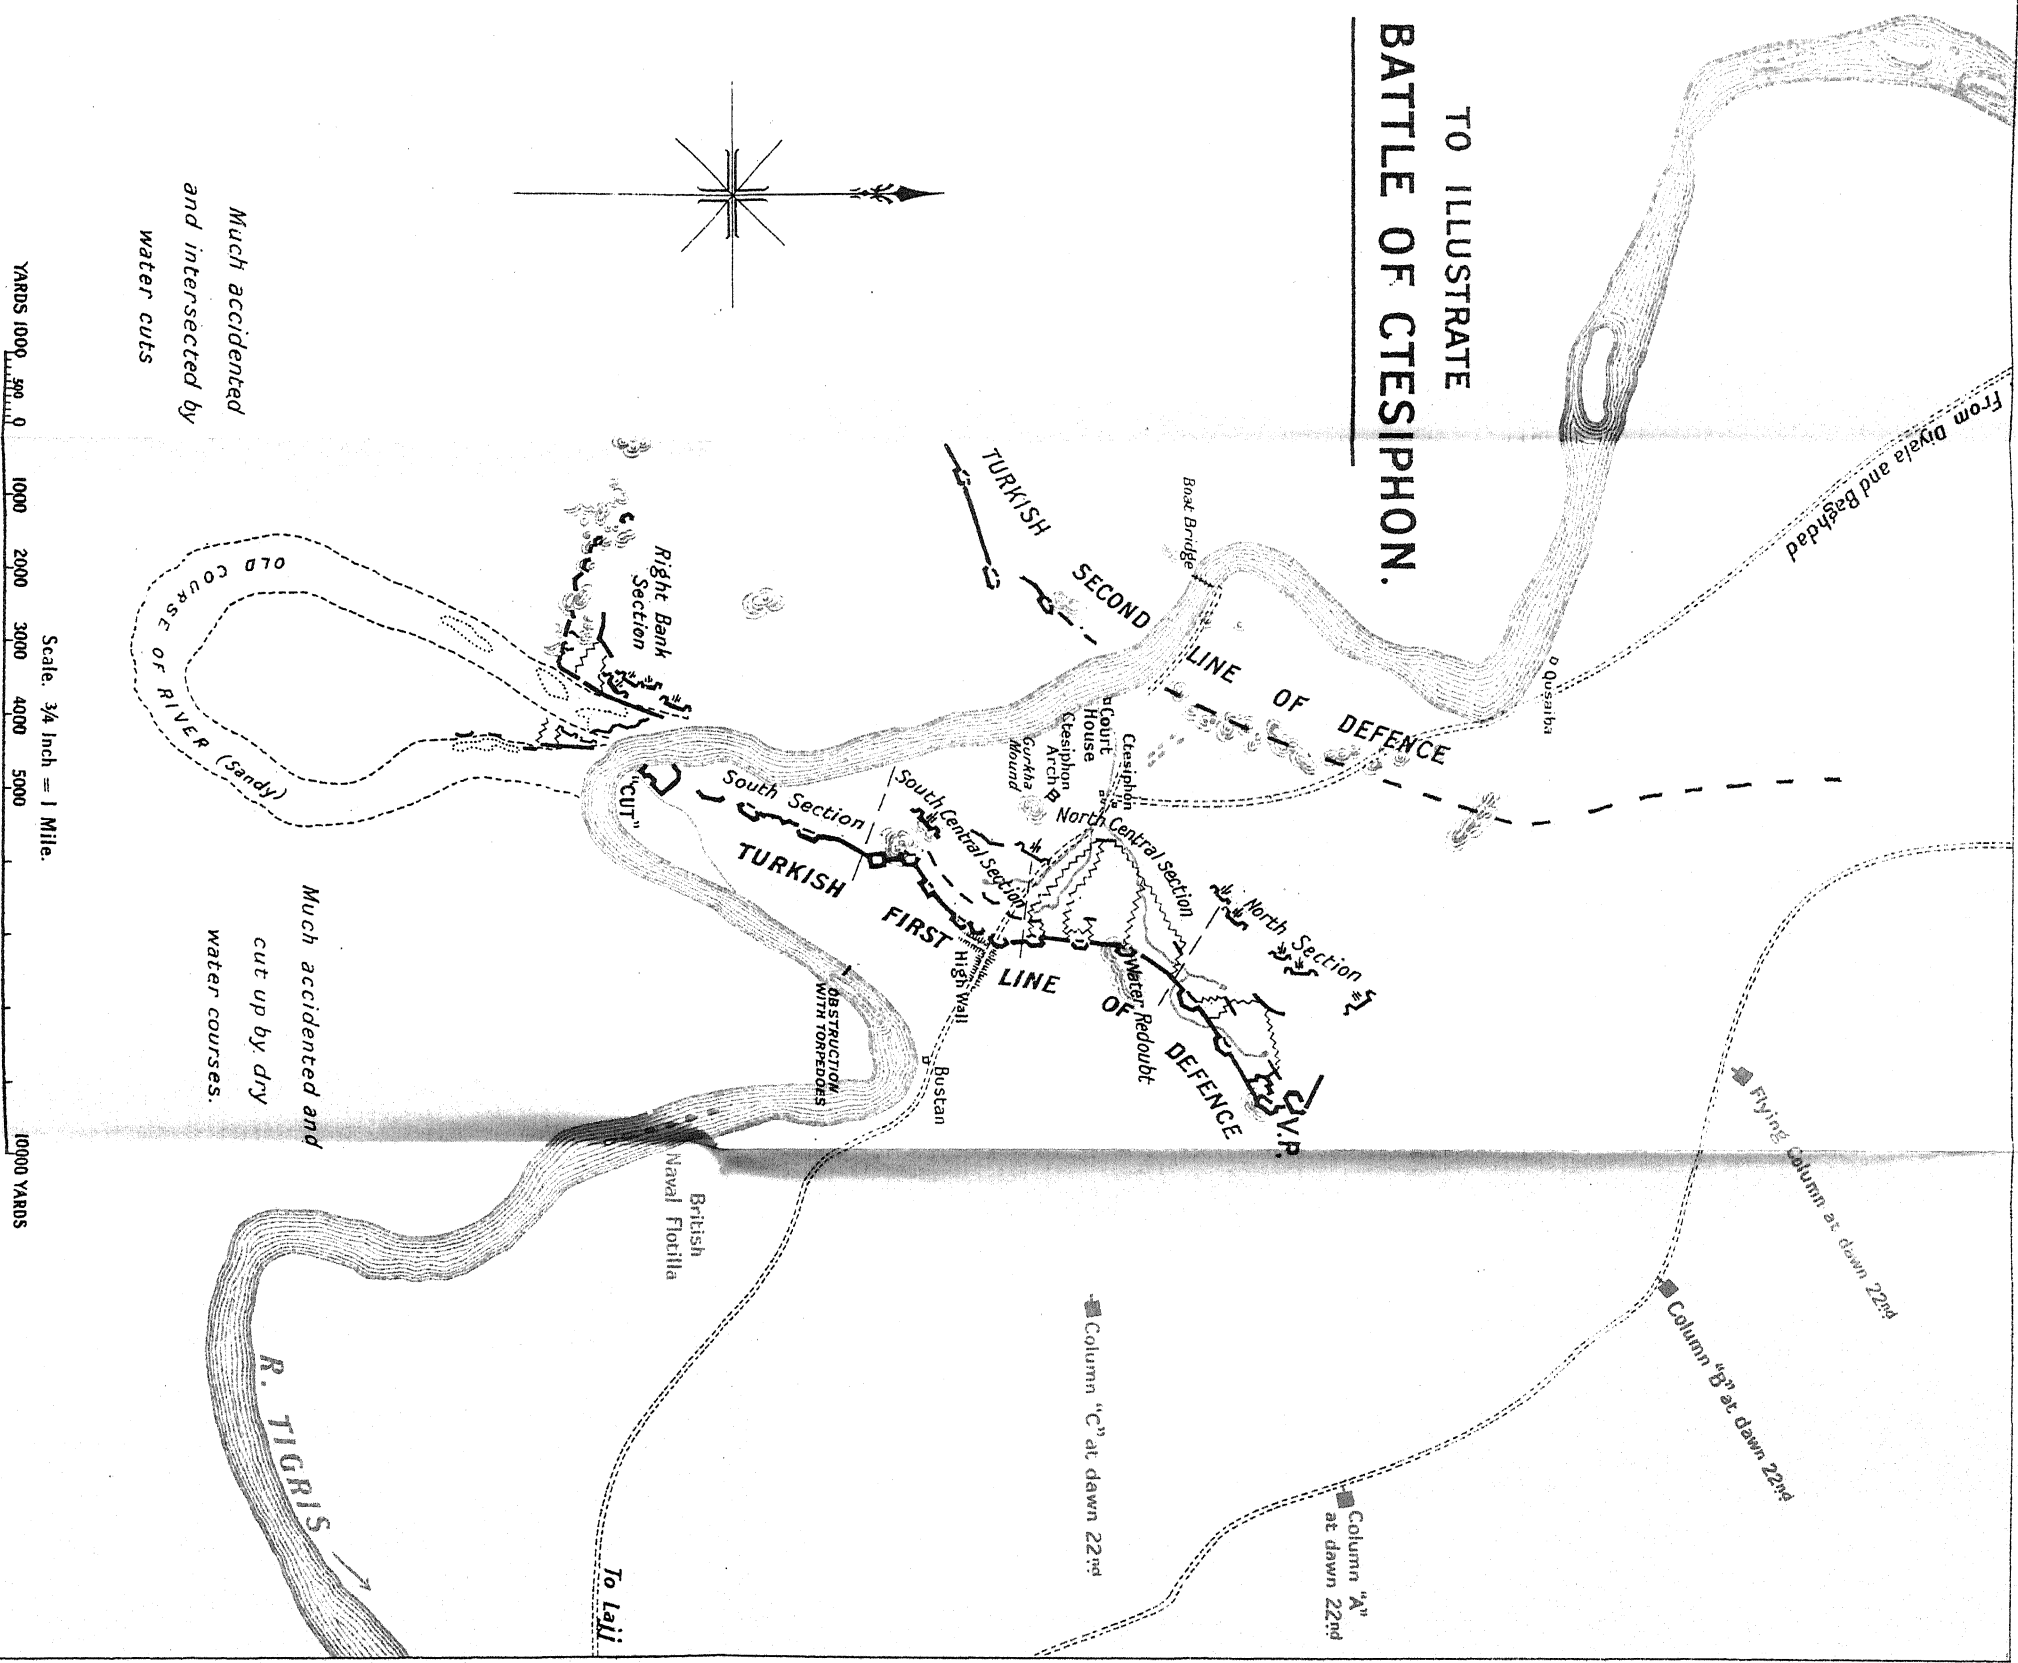 TO ILLUSTRATE
BATTLE OF CTESIPHON.
From Diyala and Baghdad
Qusaiba
Boat Bridge
TURKISH SECOND LINE OF DEFENCE
Court
House
Ctesiphon
Ctesiphon
Arch
Gurkha
Mound
North Central Section
North Section
South Central Section
South Section
"CUT"
TURKISH FIRST LINE OF DEFENCE
High Wall
Water Redoubt
V.P.
Bustan
OBSTRUCTION
WITH TORPEDOES
Right Bank
Section
OLD COURSE OF RIVER (Sandy)
Much accidented
and intersected by
water cuts
Much accidented and
cut up by dry
water courses.
British
Naval Flotilla
R. TIGRIS
To Lajj
Flying Column at dawn 22nd
Column "B" at dawn 22nd
Column "A"
at dawn 22nd
Column "C" at dawn 22nd
Scale. 3/4 Inch = 1 Mile.
YARDS 1000 500 0 1000 2000 3000 4000 5000 10000 YARDS